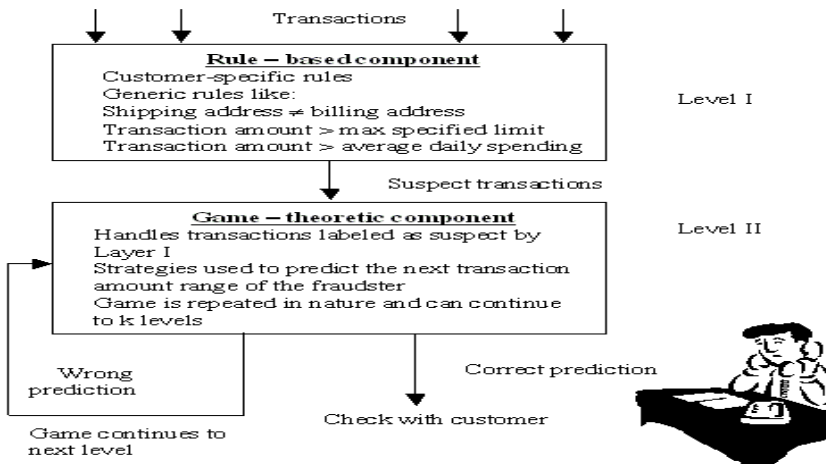 Transactions
Rule – based component
Customer-specific rules
Generic rules like:
Shipping address ≠ billing address
Transaction amount > max specified limit
Transaction amount > average daily spending
Level I
Suspect transactions
Game – theoretic component
Handles transactions labeled as suspect by
Layer I
Strategies used to predict the next transaction
amount range of the fraudster
Game is repeated in nature and can continue
to k levels
Level II
Wrong
prediction
Correct prediction
Check with customer
Game continues to
next level